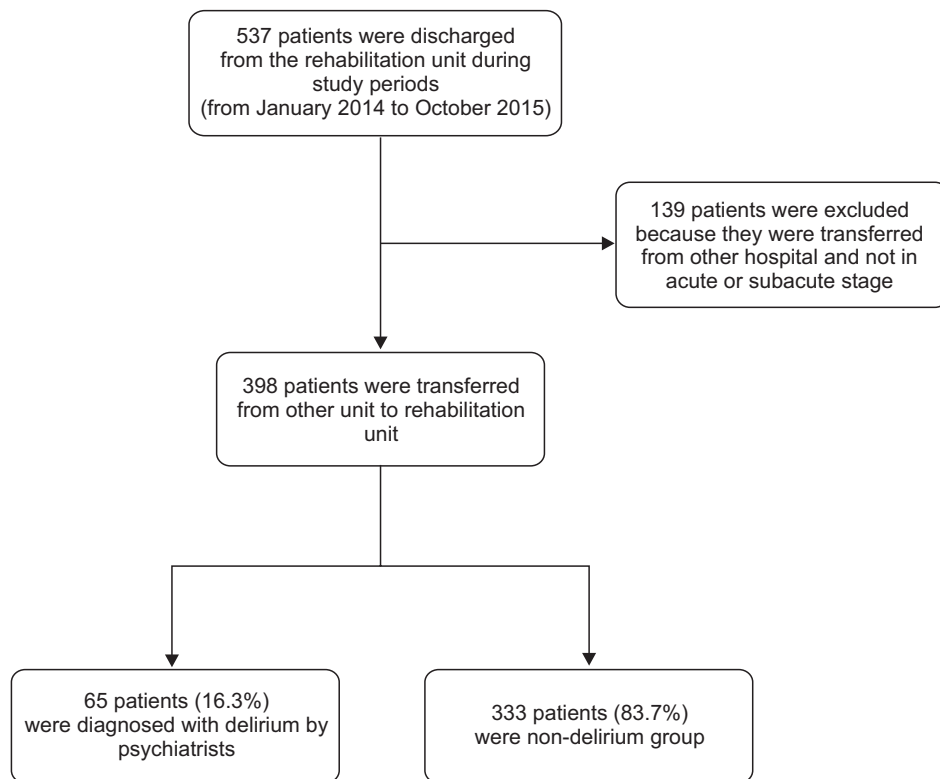 537 patients were discharged
from the rehabilitation unit during
study periods
(from January 2014 to October 2015)
139 patients were excluded
because they were transferred
from other hospital and not in
acute or subacute stage
398 patients were transferred
from other unit to rehabilitation
unit
65 patients (16.3%)
were diagnosed with delirium by
psychiatrists
333 patients (83.7%)
were non-delirium group